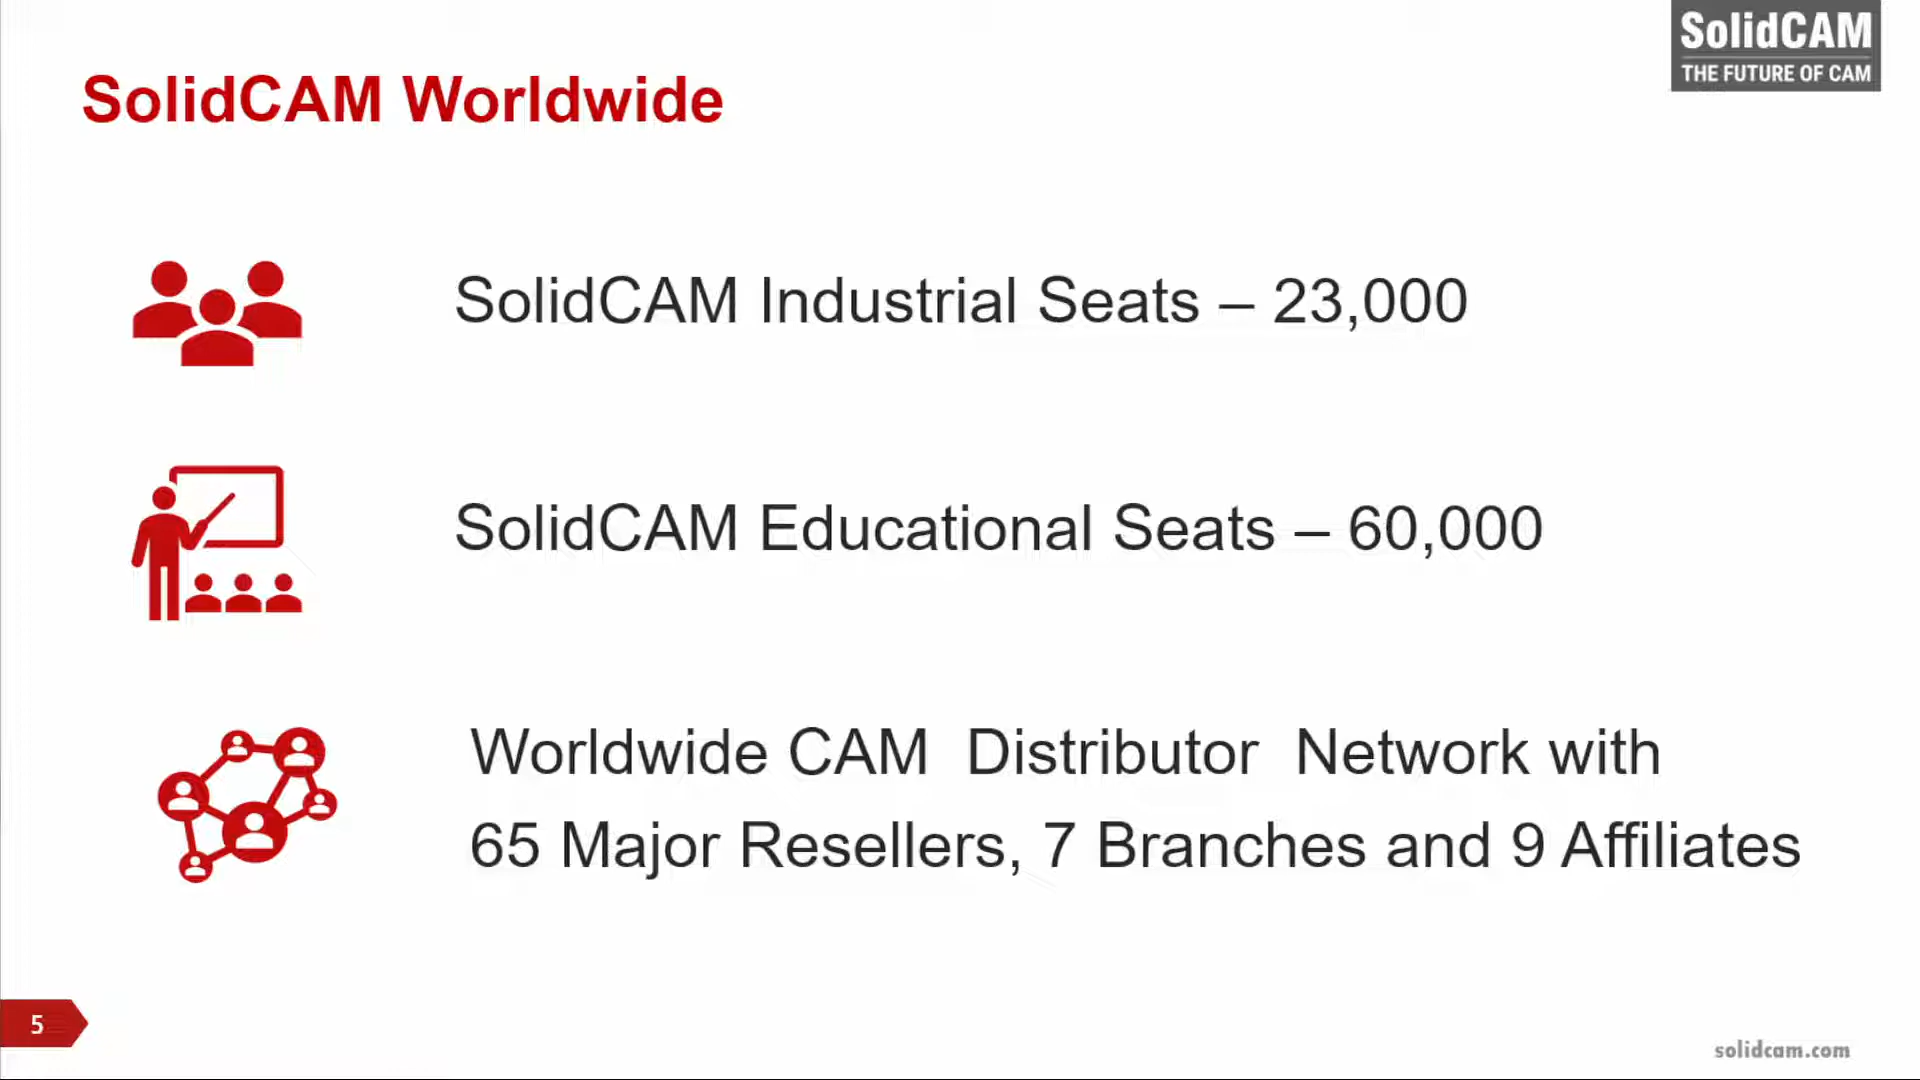 SolidCAM
THE FUTURE OF CAM
SolidCAM Worldwide
SolidCAM Industrial Seats – 23,000
SolidCAM Educational Seats – 60,000
Worldwide CAM Distributor Network with
65 Major Resellers, 7 Branches and 9 Affiliates
5
solidcam.com